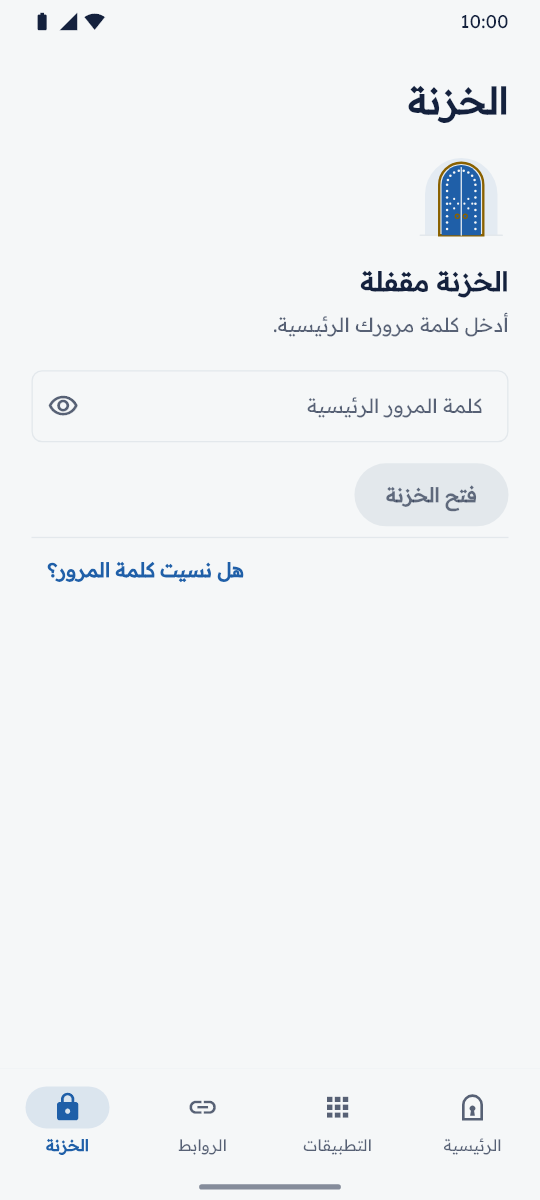 10:00
الخزنة
الخزنة مقفلة
أدخل كلمة مرورك الرئيسية.
كلمة المرور الرئيسية
فتح الخزنة
هل نسيت كلمة المرور؟
الرئيسية
التطبيقات
الروابط
الخزنة